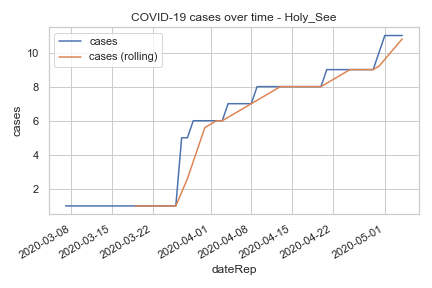 COVID-19 cases over time - Holy_See
cases
cases (rolling)
10
8
6
4
2
cases
2020-03-08
2020-03-15
2020-03-22
2020-04-01
2020-04-08
2020-04-15
2020-04-22
2020-05-01
dateRep